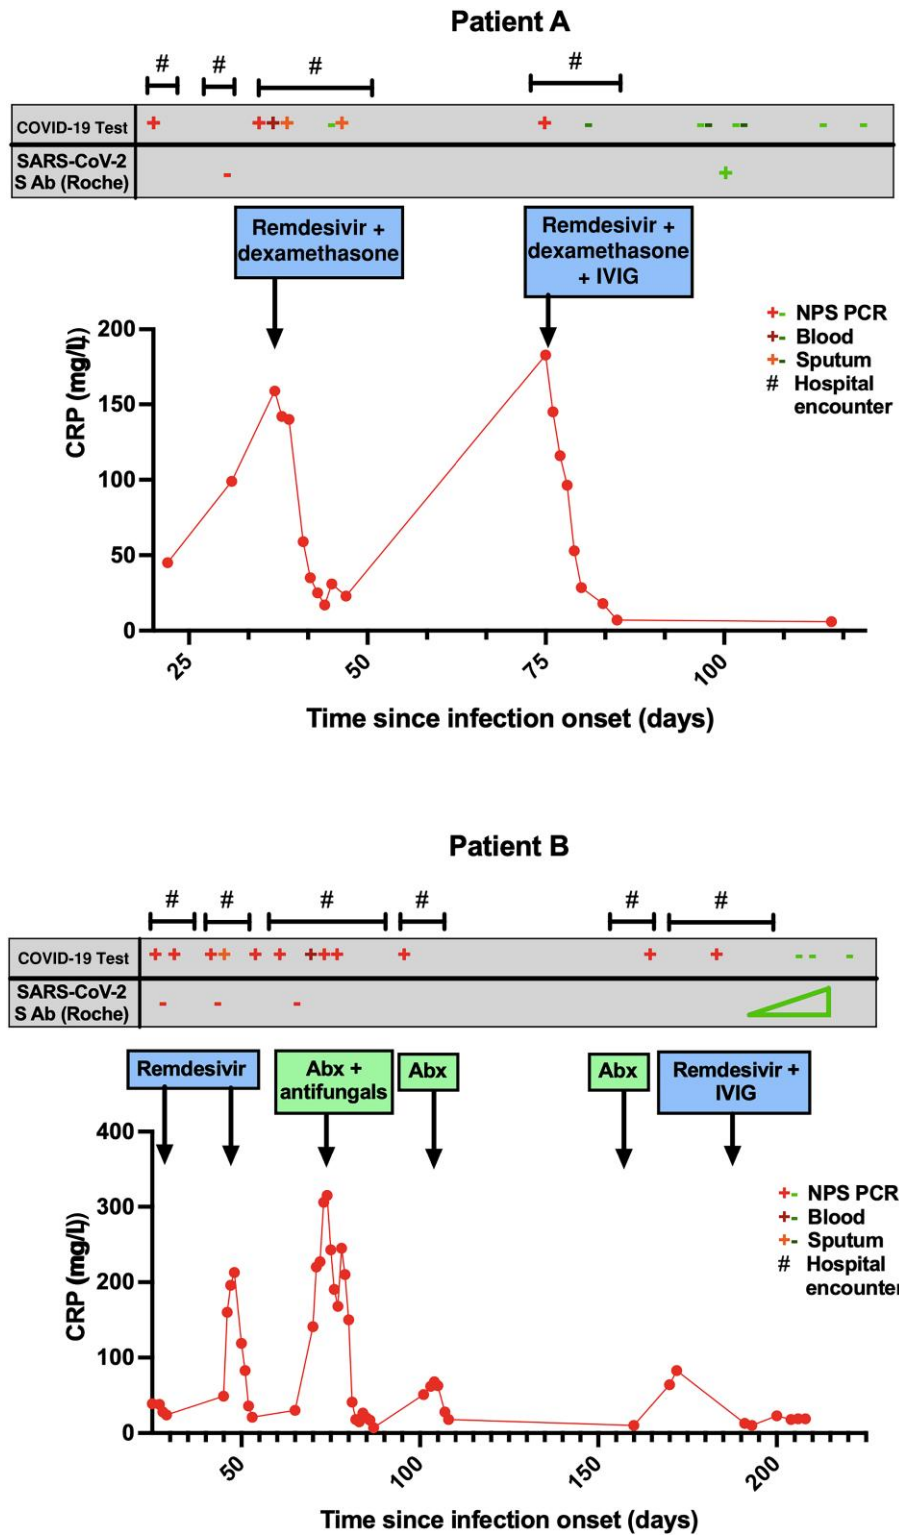 Patient A
# # # #
COVID-19 Test + + + + - + + - - - - - - -
SARS-CoV-2
S Ab (Roche) - +
Remdesivir +
dexamethasone
Remdesivir +
dexamethasone
+ IVIG
+- NPS PCR
+- Blood
+- Sputum
# Hospital
encounter
CRP (mg/L)
200
150
100
50
0
25 50 75 100
Time since infection onset (days)
Patient B
# # # # # #
COVID-19 Test + + + + + + + + + + + + - - -
SARS-CoV-2
S Ab (Roche) - - -
Remdesivir
Abx +
antifungals
Abx
Abx
Remdesivir +
IVIG
+- NPS PCR
+- Blood
+- Sputum
# Hospital
encounter
CRP (mg/L)
400
300
200
100
0
50 100 150 200
Time since infection onset (days)